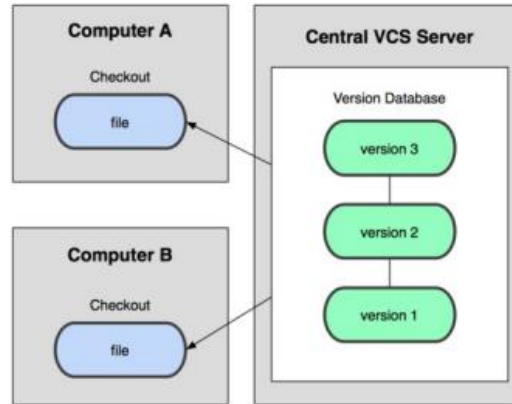 Computer A
Checkout
file
Computer B
Checkout
file
Central VCS Server
Version Database
version 3
version 2
version 1